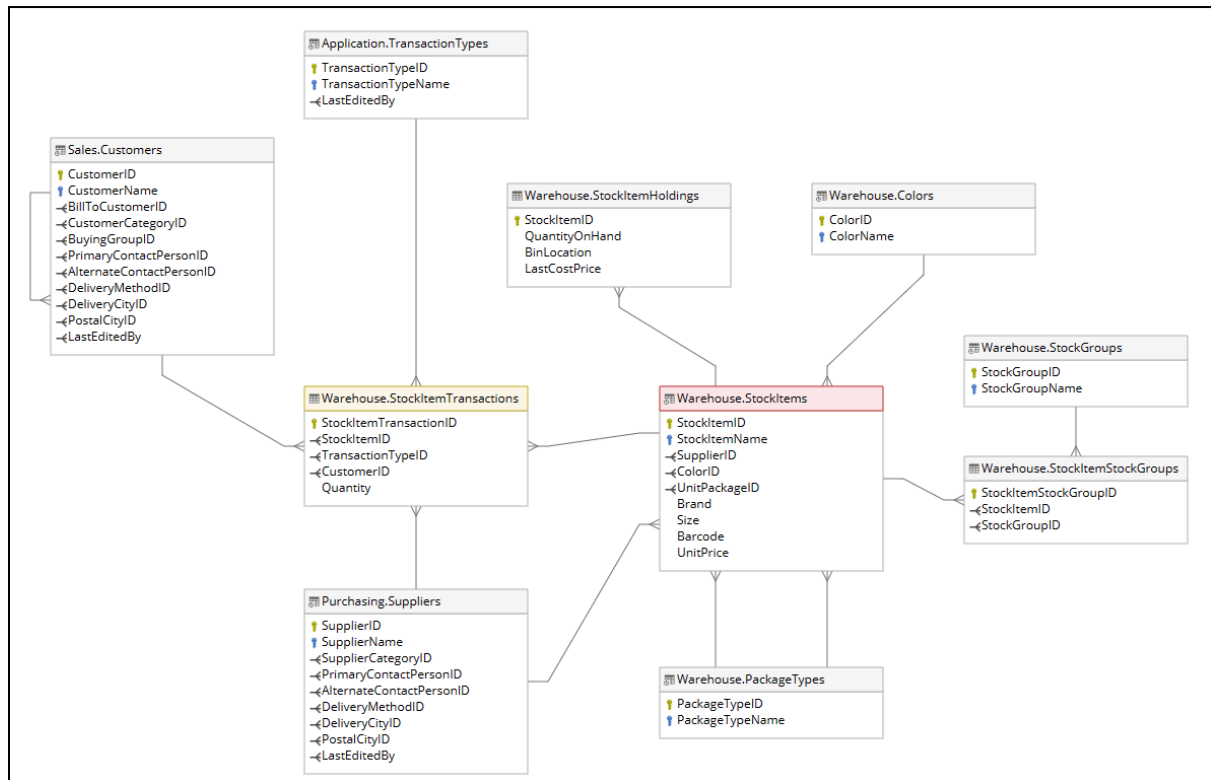 Application.TransactionTypes
TransactionTypeID
TransactionTypeName
LastEditedBy
Sales.Customers
CustomerID
CustomerName
BillToCustomerID
CustomerCategoryID
BuyingGroupID
PrimaryContactPersonID
AlternateContactPersonID
DeliveryMethodID
DeliveryCityID
PostalCityID
LastEditedBy
Warehouse.StockItemHoldings
StockItemID
QuantityOnHand
BinLocation
LastCostPrice
Warehouse.Colors
ColorID
ColorName
Warehouse.StockGroups
StockGroupID
StockGroupName
Warehouse.StockItemTransactions
StockItemTransactionID
StockItemID
TransactionTypeID
CustomerID
Quantity
Warehouse.StockItems
StockItemID
StockItemName
SupplierID
ColorID
UnitPackageID
Brand
Size
Barcode
UnitPrice
Warehouse.StockItemStockGroups
StockItemStockGroupID
StockItemID
StockGroupID
Purchasing.Suppliers
SupplierID
SupplierName
SupplierCategoryID
PrimaryContactPersonID
AlternateContactPersonID
DeliveryMethodID
DeliveryCityID
PostalCityID
LastEditedBy
Warehouse.PackageTypes
PackageTypeID
PackageTypeName